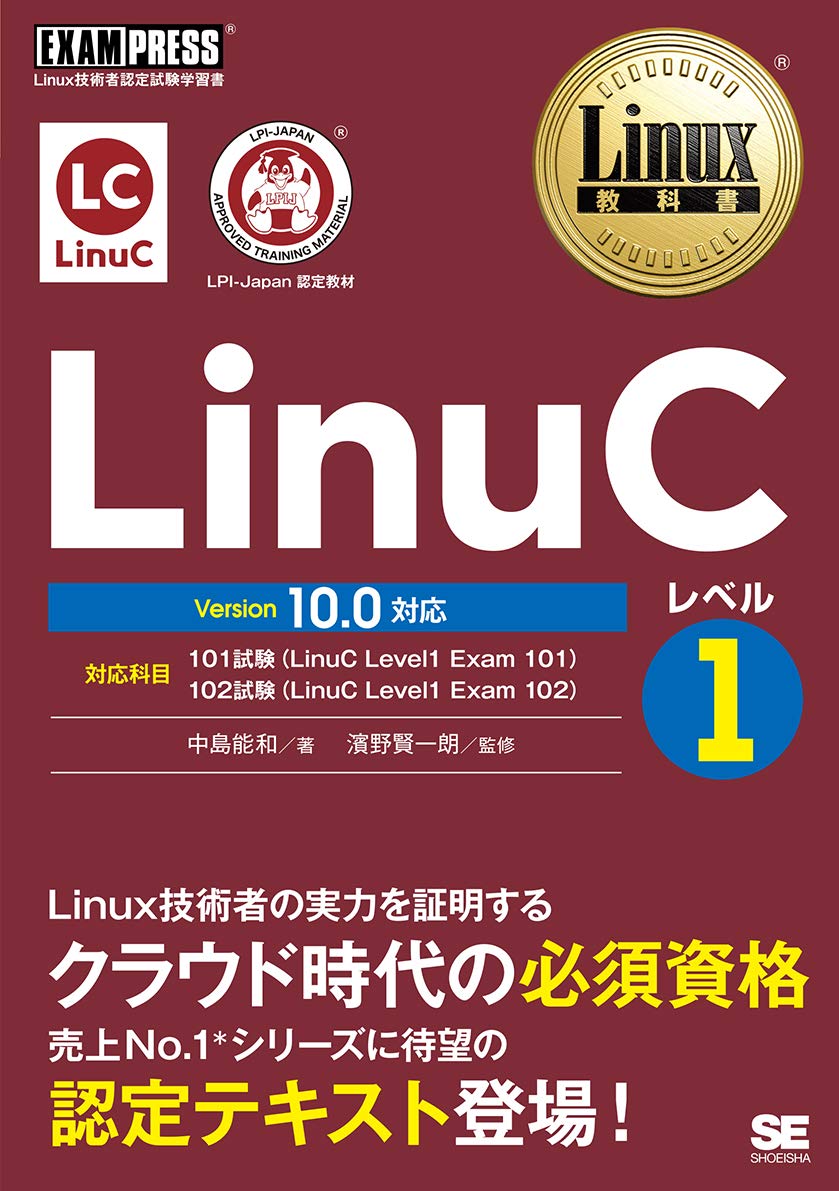 EXAMPRESS®
Linux技術者認定試験学習書
LC
LinuC
LPI-JAPAN
®
LPIJ
APPROVED TRAINING MATERIAL
LPI-Japan 認定教材
Linux
®
教科書
LinuC
Version 10.0 対応
レベル
1
対応科目
101試験（LinuC Level1 Exam 101）
102試験（LinuC Level1 Exam 102）
中島能和／著 濱野賢一朗／監修
Linux技術者の実力を証明する
クラウド時代の必須資格
売上No.1*シリーズに待望の
認定テキスト登場！
SE
SHOEISHA